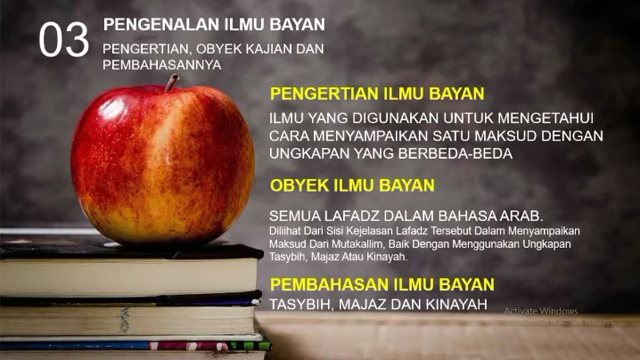 03
PENGENALAN ILMU BAYAN
PENGERTIAN, OBYEK KAJIAN DAN
PEMBAHASANNYA
PENGERTIAN ILMU BAYAN
ILMU YANG DIGUNAKAN UNTUK MENGETAHUI
CARA MENYAMPAIKAN SATU MAKSUD DENGAN
UNGKAPAN YANG BERBEDA-BEDA
OBYEK ILMU BAYAN
SEMUA LAFADZ DALAM BAHASA ARAB.
Diliihat Dari Sisi Kejelasan Lafadz Tersebut Dalam Menyampaikan
Maksud Dari Mutakallim, Baik Dengan Menggunakan Ungkapan
Tasybih, Majaz Atau Kinayah.
PEMBAHASAN ILMU BAYAN
TASYBIH, MAJAZ DAN KINAYAH
Activate Windows